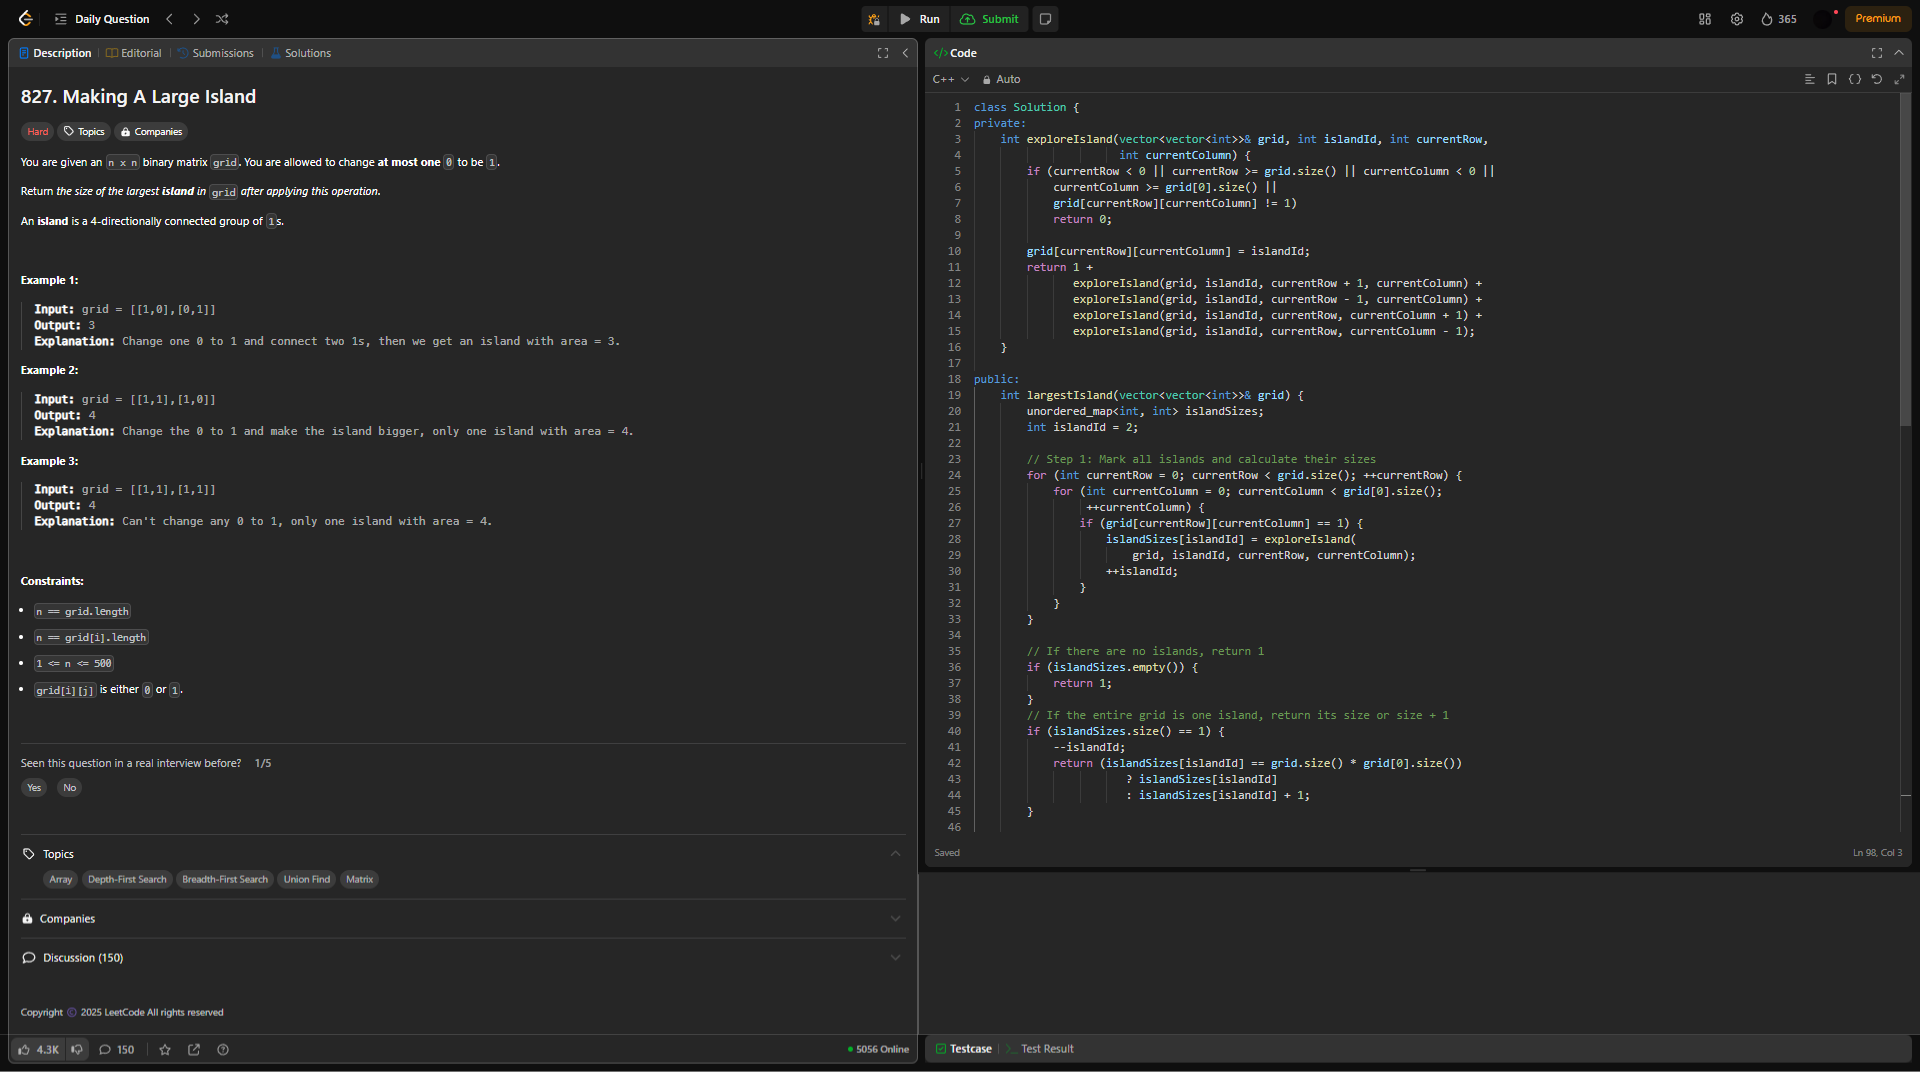 Daily Question
Run
Submit
365
Premium
Description
Editorial
Submissions
Solutions
827. Making A Large Island
Hard
Topics
Companies
You are given an n x n binary matrix grid. You are allowed to change at most one 0 to be 1.
Return the size of the largest island in grid after applying this operation.
An island is a 4-directionally connected group of 1s.
Example 1:
Input: grid = [[1,0],[0,1]]
Output: 3
Explanation: Change one 0 to 1 and connect two 1s, then we get an island with area = 3.
Example 2:
Input: grid = [[1,1],[1,0]]
Output: 4
Explanation: Change the 0 to 1 and make the island bigger, only one island with area = 4.
Example 3:
Input: grid = [[1,1],[1,1]]
Output: 4
Explanation: Can't change any 0 to 1, only one island with area = 4.
Constraints:
• n == grid.length
• n == grid[i].length
• 1 <= n <= 500
• grid[i][j] is either 0 or 1.
Seen this question in a real interview before? 1/5
Yes
No
Topics
Array
Depth-First Search
Breadth-First Search
Union Find
Matrix
Companies
Discussion (150)
Copyright © 2025 LeetCode All rights reserved
4.3K
150
5056 Online
</> Code
C++
Auto
1 class Solution {
2 private:
3     int exploreIsland(vector<vector<int>>& grid, int islandId, int currentRow,
4                       int currentColumn) {
5         if (currentRow < 0 || currentRow >= grid.size() || currentColumn < 0 ||
6             currentColumn >= grid[0].size() ||
7             grid[currentRow][currentColumn] != 1)
8             return 0;
9
10         grid[currentRow][currentColumn] = islandId;
11         return 1 +
12                exploreIsland(grid, islandId, currentRow + 1, currentColumn) +
13                exploreIsland(grid, islandId, currentRow - 1, currentColumn) +
14                exploreIsland(grid, islandId, currentRow, currentColumn + 1) +
15                exploreIsland(grid, islandId, currentRow, currentColumn - 1);
16     }
17
18 public:
19     int largestIsland(vector<vector<int>>& grid) {
20         unordered_map<int, int> islandSizes;
21         int islandId = 2;
22
23         // Step 1: Mark all islands and calculate their sizes
24         for (int currentRow = 0; currentRow < grid.size(); ++currentRow) {
25             for (int currentColumn = 0; currentColumn < grid[0].size();
26                  ++currentColumn) {
27                 if (grid[currentRow][currentColumn] == 1) {
28                     islandSizes[islandId] = exploreIsland(
29                         grid, islandId, currentRow, currentColumn);
30                     ++islandId;
31                 }
32             }
33         }
34
35         // If there are no islands, return 1
36         if (islandSizes.empty()) {
37             return 1;
38         }
39         // If the entire grid is one island, return its size or size + 1
40         if (islandSizes.size() == 1) {
41             --islandId;
42             return (islandSizes[islandId] == grid.size() * grid[0].size())
43                        ? islandSizes[islandId]
44                        : islandSizes[islandId] + 1;
45         }
46
Saved
Ln 98, Col 3
Testcase
Test Result